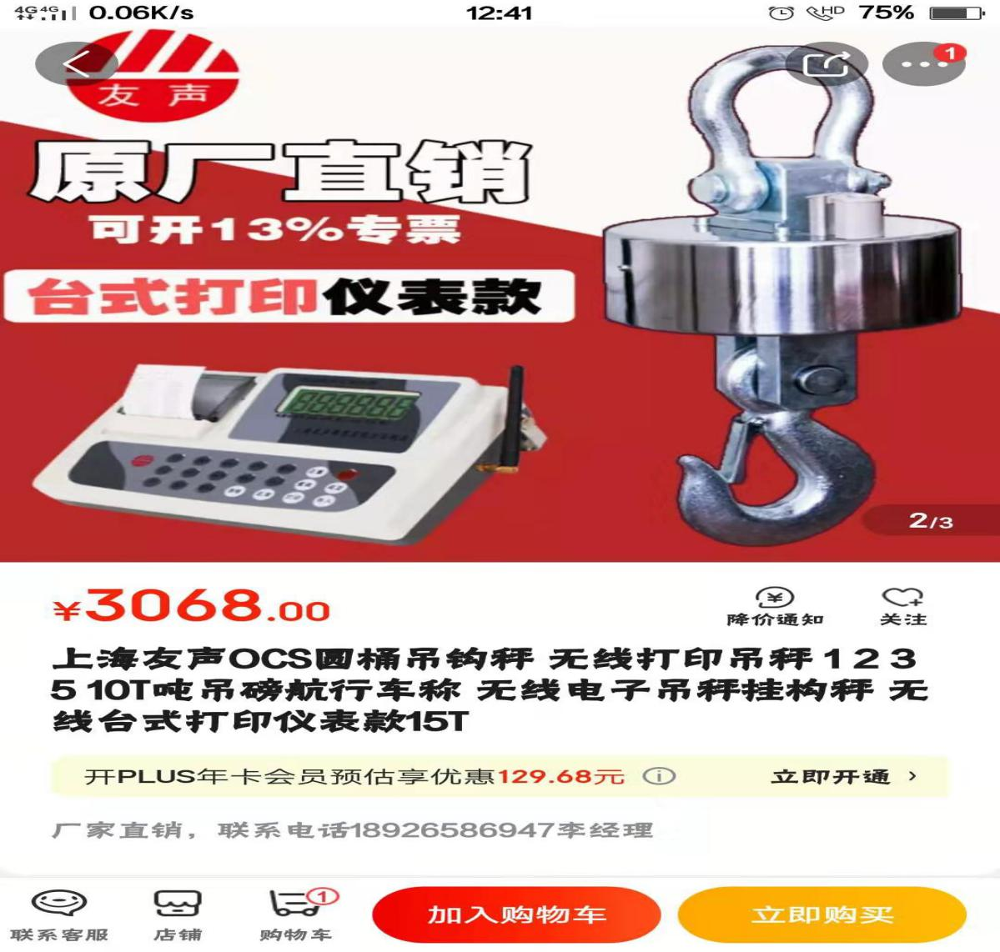 4G 4G 0.06K/s 12:41 HD 75%
1
友声
原厂直销
可开13%专票
台式打印仪表款
888888
2/3
¥3068.00
降价通知 关注
上海友声OCS圆桶吊钩秤 无线打印吊秤 1 2 3
5 10T吨吊磅航行车称 无线电子吊秤挂构秤 无
线台式打印仪表款15T
开PLUS年卡会员预估享优惠129.68元 立即开通 >
厂家直销，联系电话18926586947李经理
1
联系客服 店铺 购物车 加入购物车 立即购买